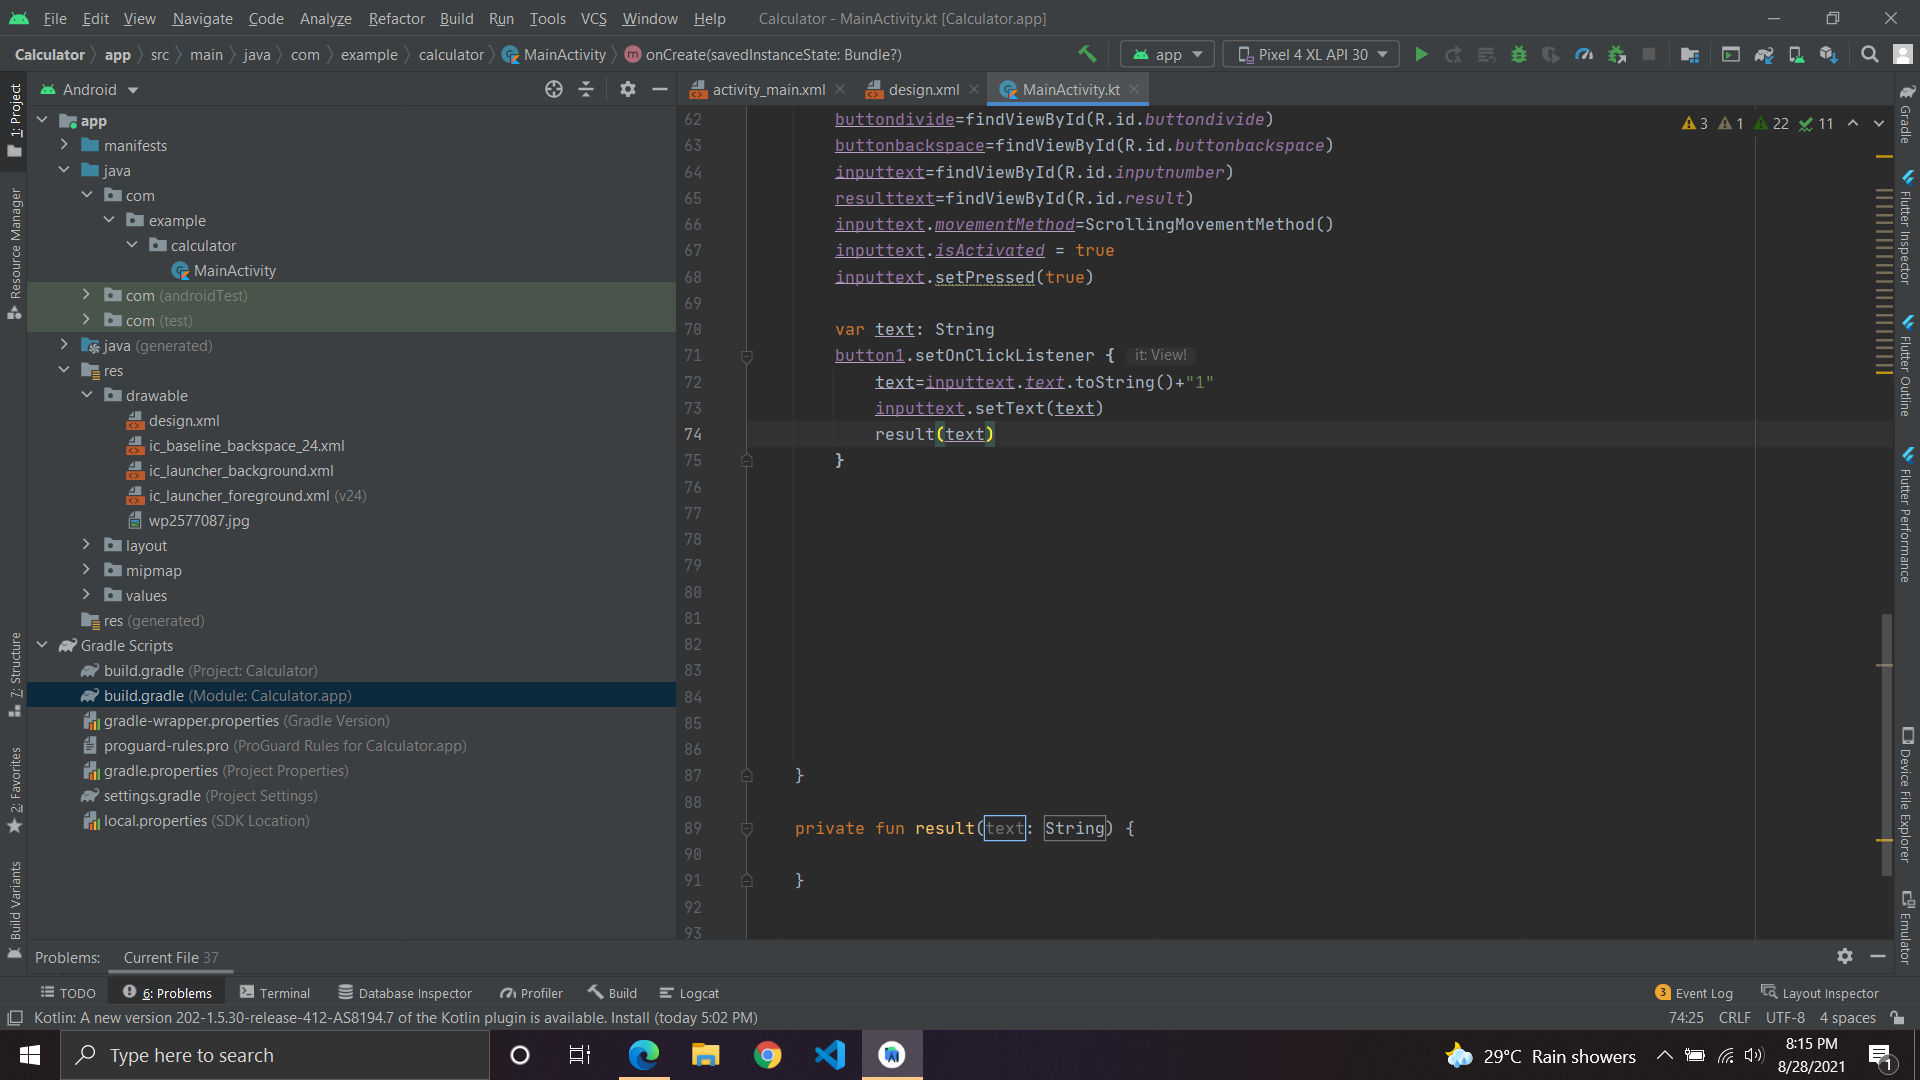 File Edit View Navigate Code Analyze Refactor Build Run Tools VCS Window Help Calculator - MainActivity.kt [Calculator.app]
Calculator app src main java com example calculator MainActivity onCreate(savedInstanceState: Bundle?) app Pixel 4 XL API 30
Android
activity_main.xml design.xml MainActivity.kt
1: Project
Resource Manager
7: Structure
2: Favorites
Build Variants
app
manifests
java
com
example
calculator
MainActivity
com (androidTest)
com (test)
java (generated)
res
drawable
design.xml
ic_baseline_backspace_24.xml
ic_launcher_background.xml
ic_launcher_foreground.xml (v24)
wp2577087.jpg
layout
mipmap
values
res (generated)
Gradle Scripts
build.gradle (Project: Calculator)
build.gradle (Module: Calculator.app)
gradle-wrapper.properties (Gradle Version)
proguard-rules.pro (ProGuard Rules for Calculator.app)
gradle.properties (Project Properties)
settings.gradle (Project Settings)
local.properties (SDK Location)
3 1 22 11
62 buttondivide=findViewById(R.id.buttondivide)
63 buttonbackspace=findViewById(R.id.buttonbackspace)
64 inputtext=findViewById(R.id.inputnumber)
65 resulttext=findViewById(R.id.result)
66 inputtext.movementMethod=ScrollingMovementMethod()
67 inputtext.isActivated = true
68 inputtext.setPressed(true)
69
70 var text: String
71 button1.setOnClickListener { it: View!
72 text=inputtext.text.toString()+"1"
73 inputtext.setText(text)
74 result(text)
75 }
76
77
78
79
80
81
82
83
84
85
86
87 }
88
89 private fun result(text: String) {
90
91 }
92
93
Gradle
Flutter Inspector
Flutter Outline
Flutter Performance
Device File Explorer
Emulator
Problems: Current File 37
TODO 6: Problems Terminal Database Inspector Profiler Build Logcat 3 Event Log Layout Inspector
Kotlin: A new version 202-1.5.30-release-412-AS8194.7 of the Kotlin plugin is available. Install (today 5:02 PM) 74:25 CRLF UTF-8 4 spaces
Type here to search
29°C Rain showers
8:15 PM
8/28/2021
1